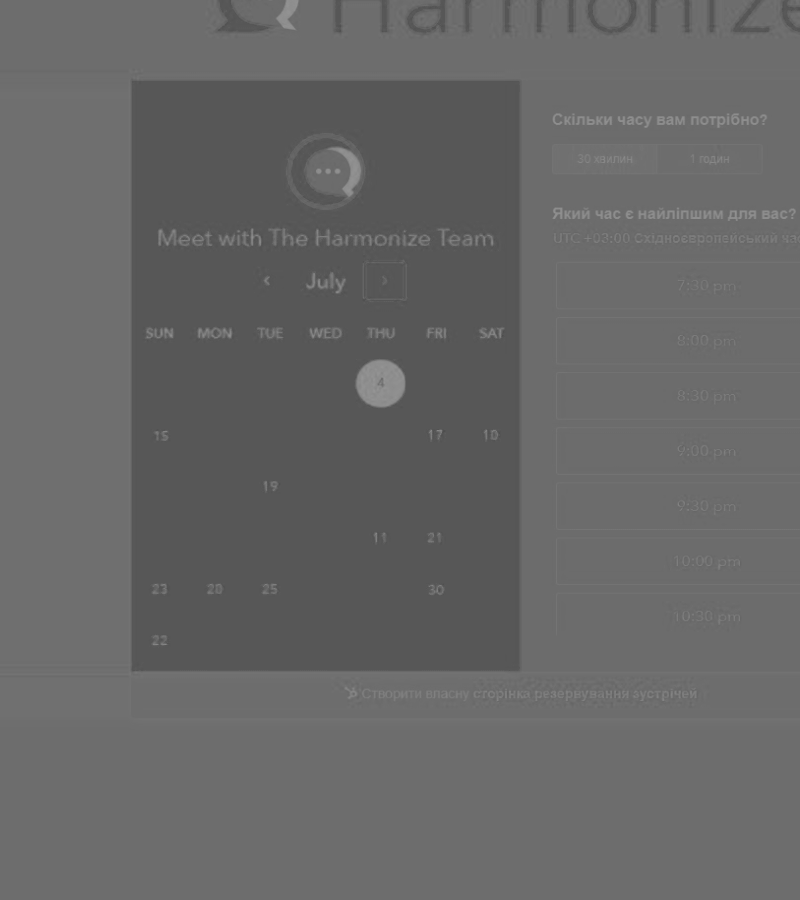 Harmonize
Meet with The Harmonize Team
July
SUN MON TUE WED THU FRI SAT
4
15 17 10
19
11 21
23 20 25 30
22
Скільки часу вам потрібно?
30 хвилин 1 годин
Який час є найліпшим для вас?
UTC +03:00 Східноєвропейський
7:30 pm
8:00 pm
8:30 pm
9:00 pm
9:30 pm
10:00 pm
10:30 pm
Створити власну сторінка резервування зустрічей